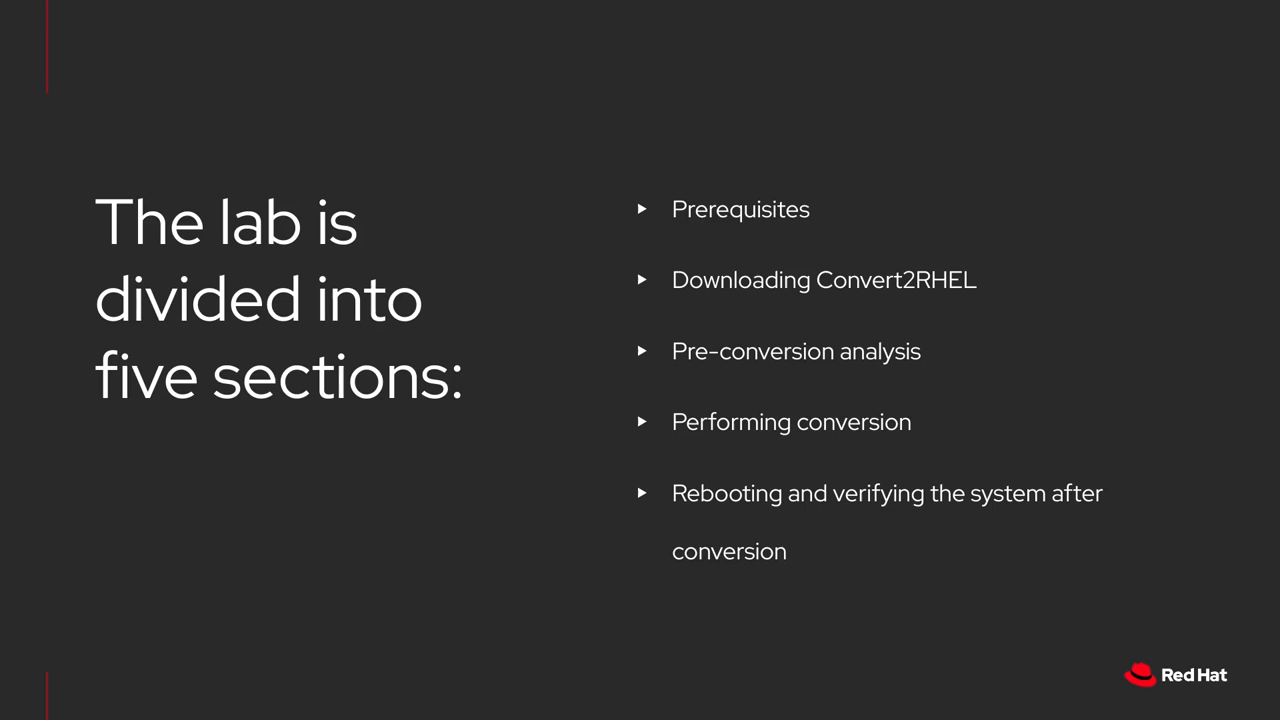 The lab is
divided into
five sections:
Prerequisites
Downloading Convert2RHEL
Pre-conversion analysis
Performing conversion
Rebooting and verifying the system after
conversion
Red Hat